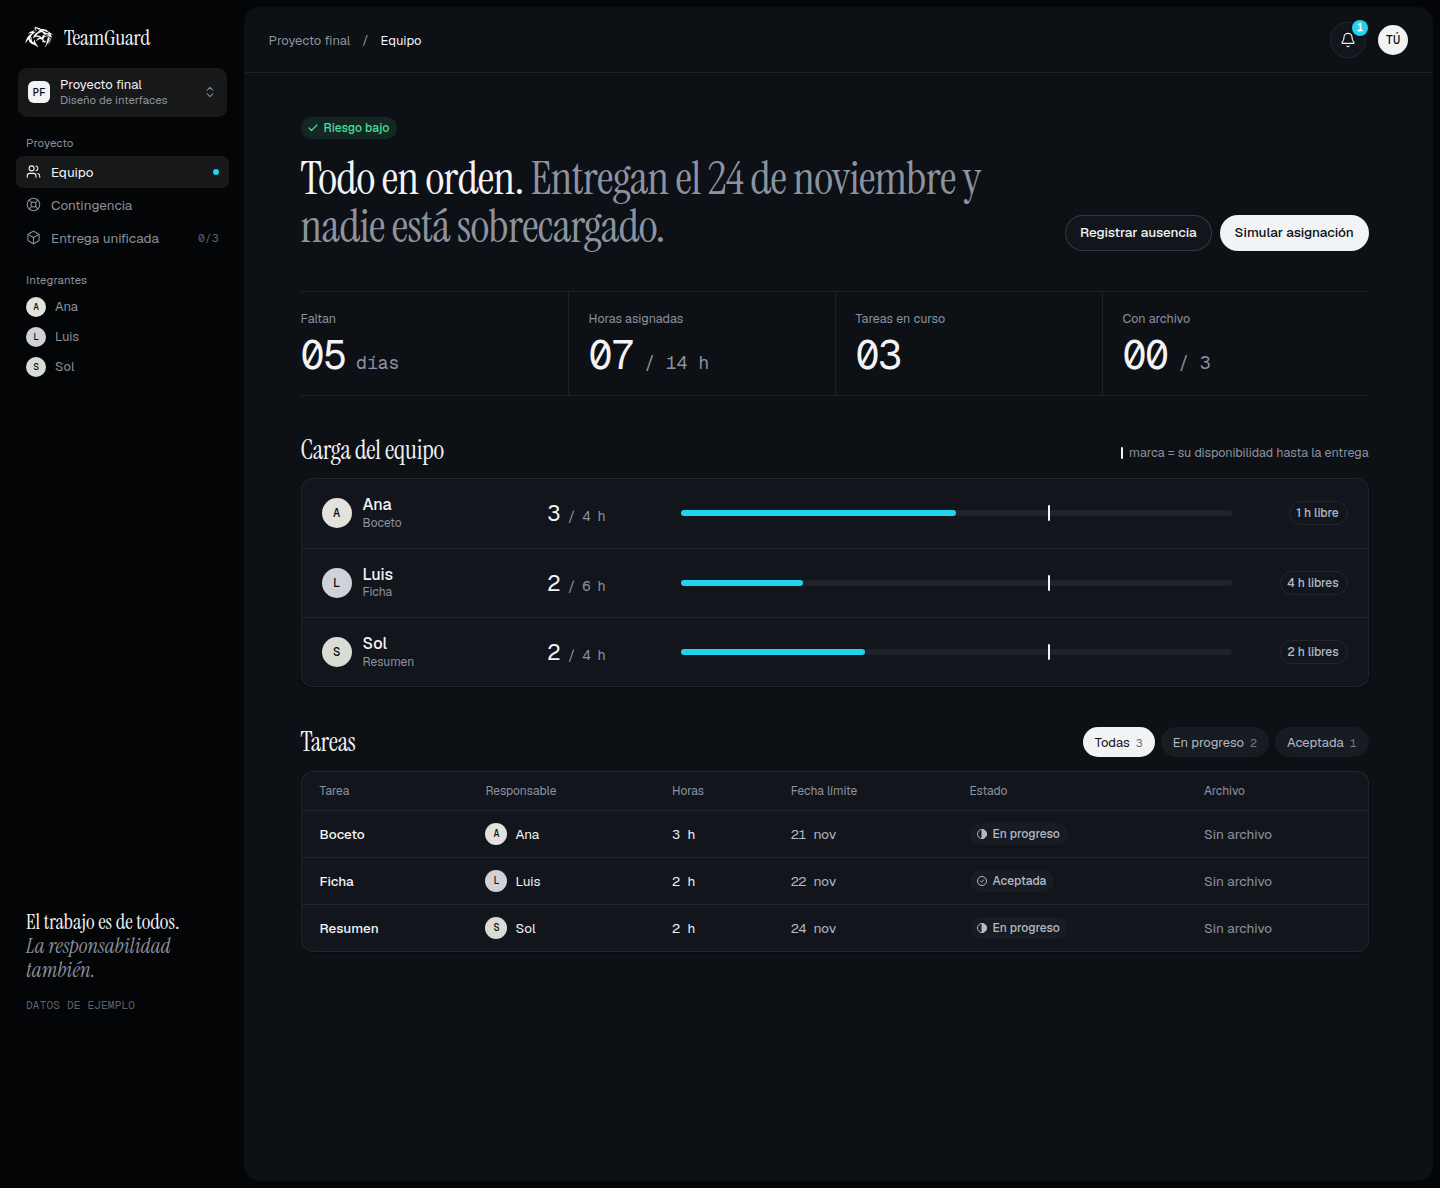 TeamGuard
PF
Proyecto final
Diseño de interfaces
Proyecto
Equipo
Contingencia
Entrega unificada 0/3
Integrantes
A Ana
L Luis
S Sol
El trabajo es de todos.
La responsabilidad
también.
DATOS DE EJEMPLO
Proyecto final / Equipo
1
TÚ
Riesgo bajo
Todo en orden. Entregan el 24 de noviembre y
nadie está sobrecargado.
Registrar ausencia
Simular asignación
Faltan
05 días
Horas asignadas
07 / 14 h
Tareas en curso
03
Con archivo
00 / 3
Carga del equipo
marca = su disponibilidad hasta la entrega
A
Ana
Boceto
3 / 4 h
1 h libre
L
Luis
Ficha
2 / 6 h
4 h libres
S
Sol
Resumen
2 / 4 h
2 h libres
Tareas
Todas 3
En progreso 2
Aceptada 1
Tarea Responsable Horas Fecha límite Estado Archivo
Boceto A Ana 3 h 21 nov En progreso Sin archivo
Ficha L Luis 2 h 22 nov Aceptada Sin archivo
Resumen S Sol 2 h 24 nov En progreso Sin archivo